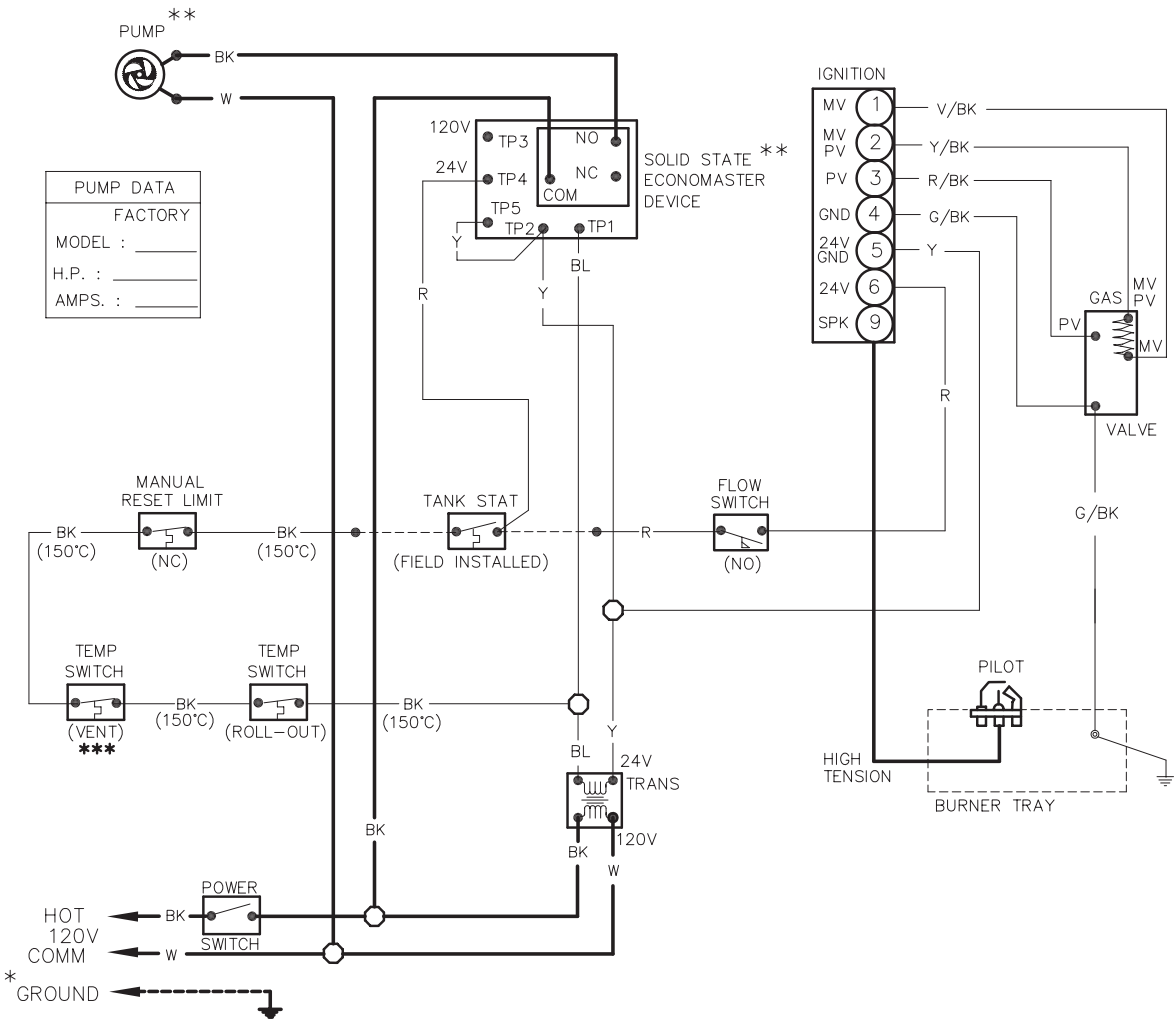 PUMP **
BK
W
PUMP DATA
FACTORY
MODEL :
H.P. :
AMPS. :
120V
TP3
NO
24V
TP4
NC
COM
TP5
TP2
TP1
SOLID STATE **
ECONOMASTER
DEVICE
Y
BL
R
Y
IGNITION
MV 1
MV
PV 2
PV 3
GND 4
24V
GND 5
24V 6
SPK 9
V/BK
Y/BK
R/BK
G/BK
Y
R
GAS
MV
PV
PV
MV
VALVE
G/BK
MANUAL
RESET LIMIT
BK
(150°C)
(NC)
BK
(150°C)
TANK STAT
(FIELD INSTALLED)
R
FLOW
SWITCH
(NO)
TEMP
SWITCH
(VENT)
***
BK
(150°C)
TEMP
SWITCH
(ROLL-OUT)
BK
(150°C)
BL
Y
24V
TRANS
120V
BK
W
BK
PILOT
HIGH
TENSION
BURNER TRAY
POWER
SWITCH
HOT
BK
120V
COMM
W
* GROUND